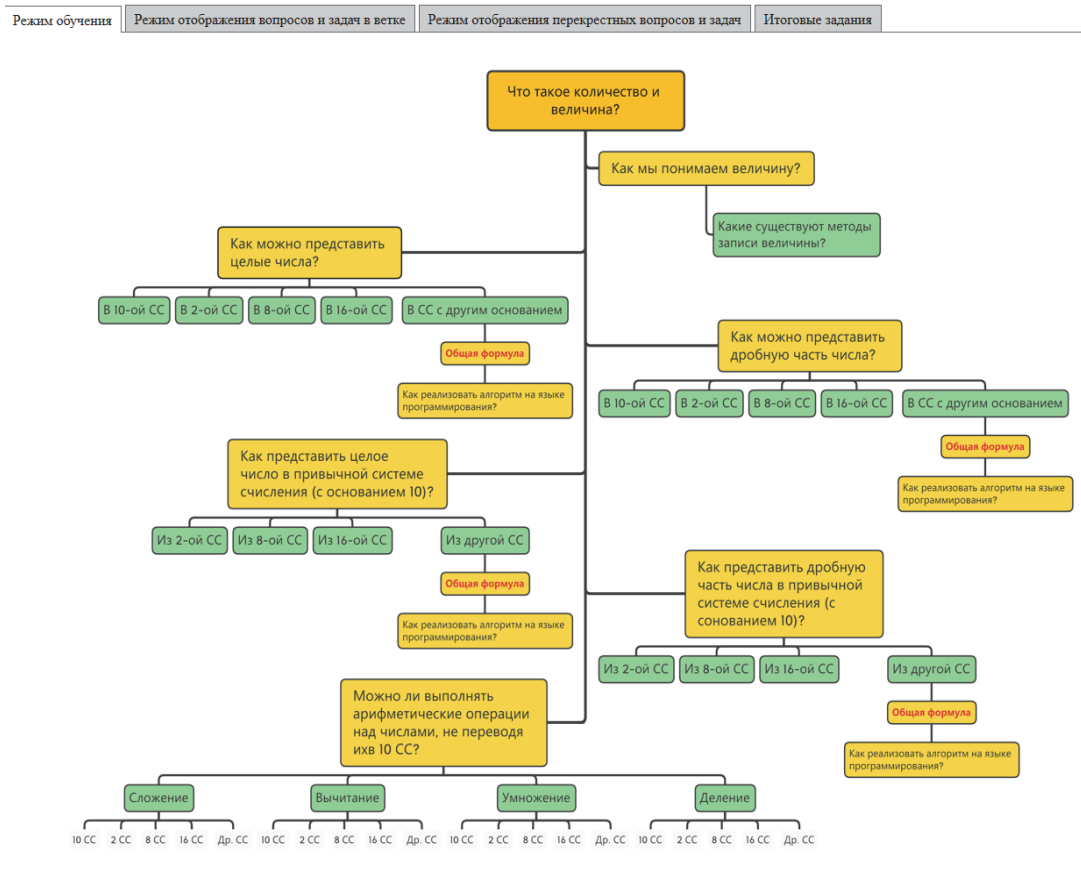 Режим обучения
Режим отображения вопросов и задач в ветке
Режим отображения перекрестных вопросов и задач
Итоговые задания
Что такое количество и
величина?
Как мы понимаем величину?
Какие существуют методы
записи величины?
Как можно представить
целые числа?
В 10-ой СС
В 2-ой СС
В 8-ой СС
В 16-ой СС
В СС с другим основанием
Общая формула
Как реализовать алгоритм на языке
программирования?
Как можно представить
дробную часть числа?
В 10-ой СС
В 2-ой СС
В 8-ой СС
В 16-ой СС
В СС с другим основанием
Общая формула
Как реализовать алгоритм на языке
программирования?
Как представить целое
число в привычной системе
счисления (с основанием 10)?
Из 2-ой СС
Из 8-ой СС
Из 16-ой СС
Из другой СС
Общая формула
Как реализовать алгоритм на языке
программирования?
Как представить дробную
часть числа в привычной
системе счисления (с
сонованием 10)?
Из 2-ой СС
Из 8-ой СС
Из 16-ой СС
Из другой СС
Общая формула
Как реализовать алгоритм на языке
программирования?
Можно ли выполнять
арифметические операции
над числами, не переводя
ихв 10 СС?
Сложение
Вычитание
Умножение
Деление
10 СС
2 СС
8 СС
16 СС
Др. СС
10 СС
2 СС
8 СС
16 СС
Др. СС
10 СС
2 СС
8 СС
16 СС
Др. СС
10 СС
2 СС
8 СС
16 СС
Др. СС